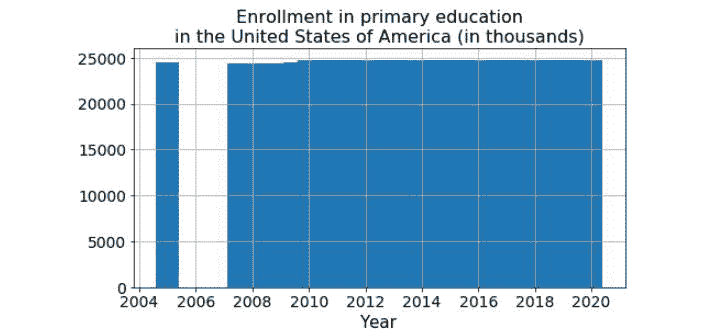 Enrollment in primary education
in the United States of America (in thousands)
25000
20000
15000
10000
5000
0
2004 2006 2008 2010 2012 2014 2016 2018 2020
Year